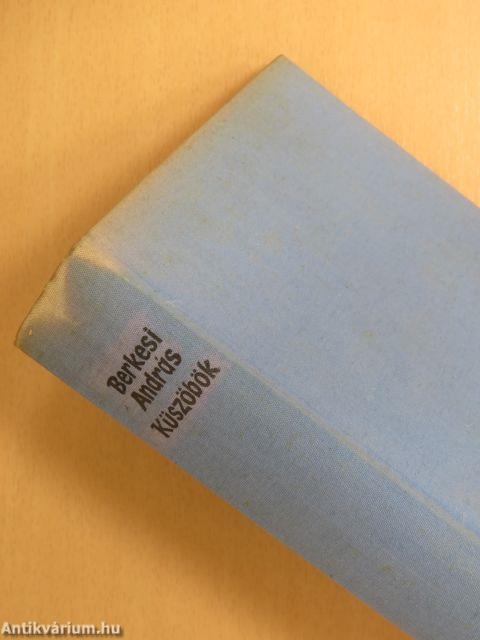 Berkesi
András
Küszöbök
Antikvárium.hu